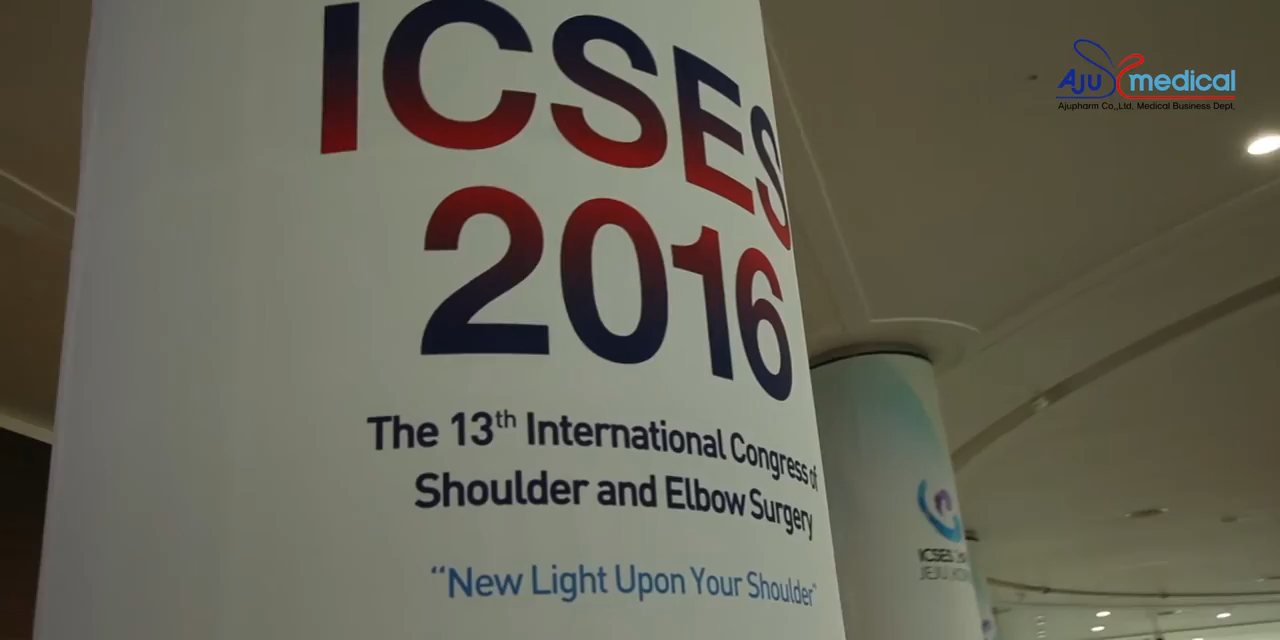 ICSES
2016
The 13th International Congress of
Shoulder and Elbow Surgery
“New Light Upon Your Shoulder”
AJU medical
Ajupharm Co.,Ltd, Medical Business Dept.
ICSES
JEJU